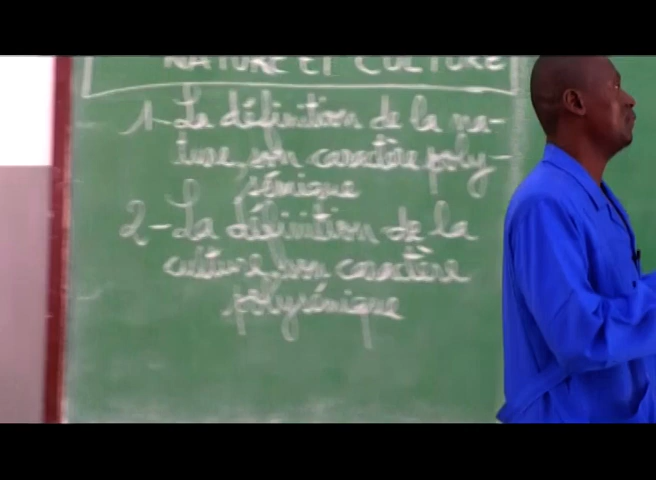 NATURE ET CULTURE
1- La définition de la na-
ture, son caractère poly-
sémique
2- La définition de la
culture, son caractère
polysémique